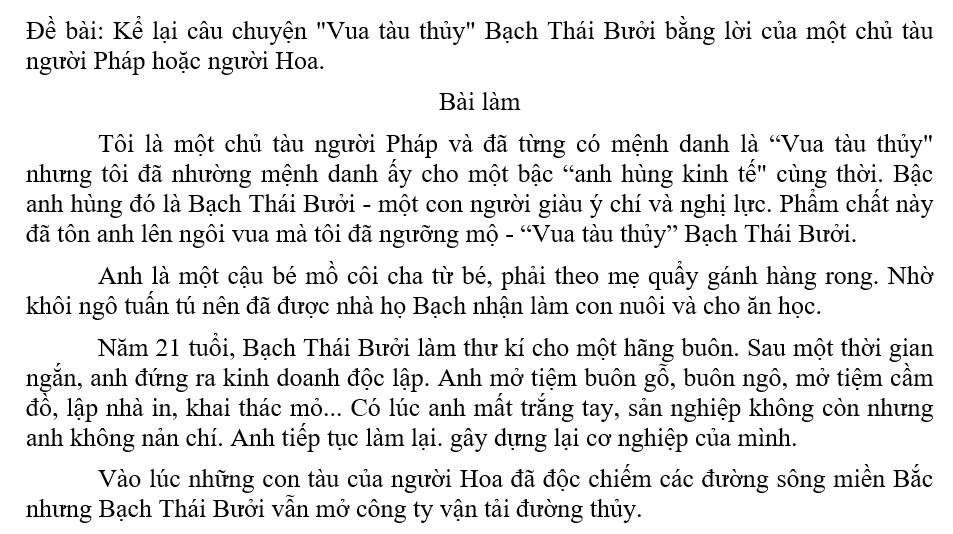 Đề bài: Kể lại câu chuyện "Vua tàu thủy" Bạch Thái Bưởi bằng lời của một chủ tàu
người Pháp hoặc người Hoa.
Bài làm
Tôi là một chủ tàu người Pháp và đã từng có mệnh danh là “Vua tàu thủy"
nhưng tôi đã nhường mệnh danh ấy cho một bậc “anh hùng kinh tế" cùng thời. Bậc
anh hùng đó là Bạch Thái Bưởi - một con người giàu ý chí và nghị lực. Phẩm chất này
đã tôn anh lên ngôi vua mà tôi đã ngưỡng mộ - “Vua tàu thủy” Bạch Thái Bưởi.
Anh là một cậu bé mồ côi cha từ bé, phải theo mẹ quẩy gánh hàng rong. Nhờ
khôi ngô tuấn tú nên đã được nhà họ Bạch nhận làm con nuôi và cho ăn học.
Năm 21 tuổi, Bạch Thái Bưởi làm thư kí cho một hãng buôn. Sau một thời gian
ngắn, anh đứng ra kinh doanh độc lập. Anh mở tiệm buôn gỗ, buôn ngô, mở tiệm cầm
đồ, lập nhà in, khai thác mỏ... Có lúc anh mất trắng tay, sản nghiệp không còn nhưng
anh không nản chí. Anh tiếp tục làm lại. gây dựng lại cơ nghiệp của mình.
Vào lúc những con tàu của người Hoa đã độc chiếm các đường sông miền Bắc
nhưng Bạch Thái Bưởi vẫn mở công ty vận tải đường thủy.